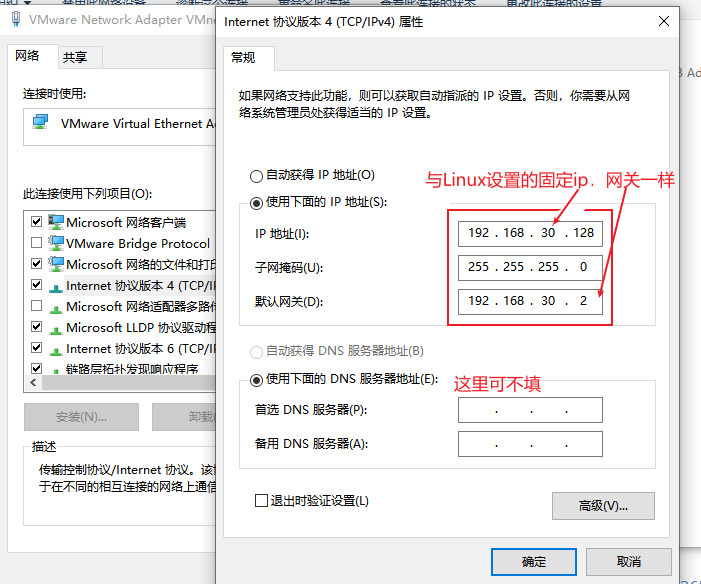 VMware Network Adapter VMne
网络
共享
连接时使用:
VMware Virtual Ethernet Ad
此连接使用下列项目(O):
Microsoft 网络客户端
VMware Bridge Protocol
Microsoft 网络的文件和打印
Internet 协议版本 4 (TCP/IP
Microsoft 网络适配器多路传
Microsoft LLDP 协议驱动程
Internet 协议版本 6 (TCP/IP
链路层拓扑发现响应程序
安装(N)...
卸载(
描述
传输控制协议/Internet 协议。该协
于在不同的相互连接的网络上通信
Internet 协议版本 4 (TCP/IPv4) 属性
常规
如果网络支持此功能，则可以获取自动指派的 IP 设置。否则，你需要从网
络系统管理员处获得适当的 IP 设置。
自动获得 IP 地址(O)
与Linux设置的固定ip．网关一样
使用下面的 IP 地址(S):
IP 地址(I):
192 . 168 . 30 . 128
子网掩码(U):
255 . 255 . 255 . 0
默认网关(D):
192 . 168 . 30 . 2
自动获得 DNS 服务器地址(B)
使用下面的 DNS 服务器地址(E):
这里可不填
首选 DNS 服务器(P):
. . .
备用 DNS 服务器(A):
. . .
退出时验证设置(L)
高级(V)...
确定
取消